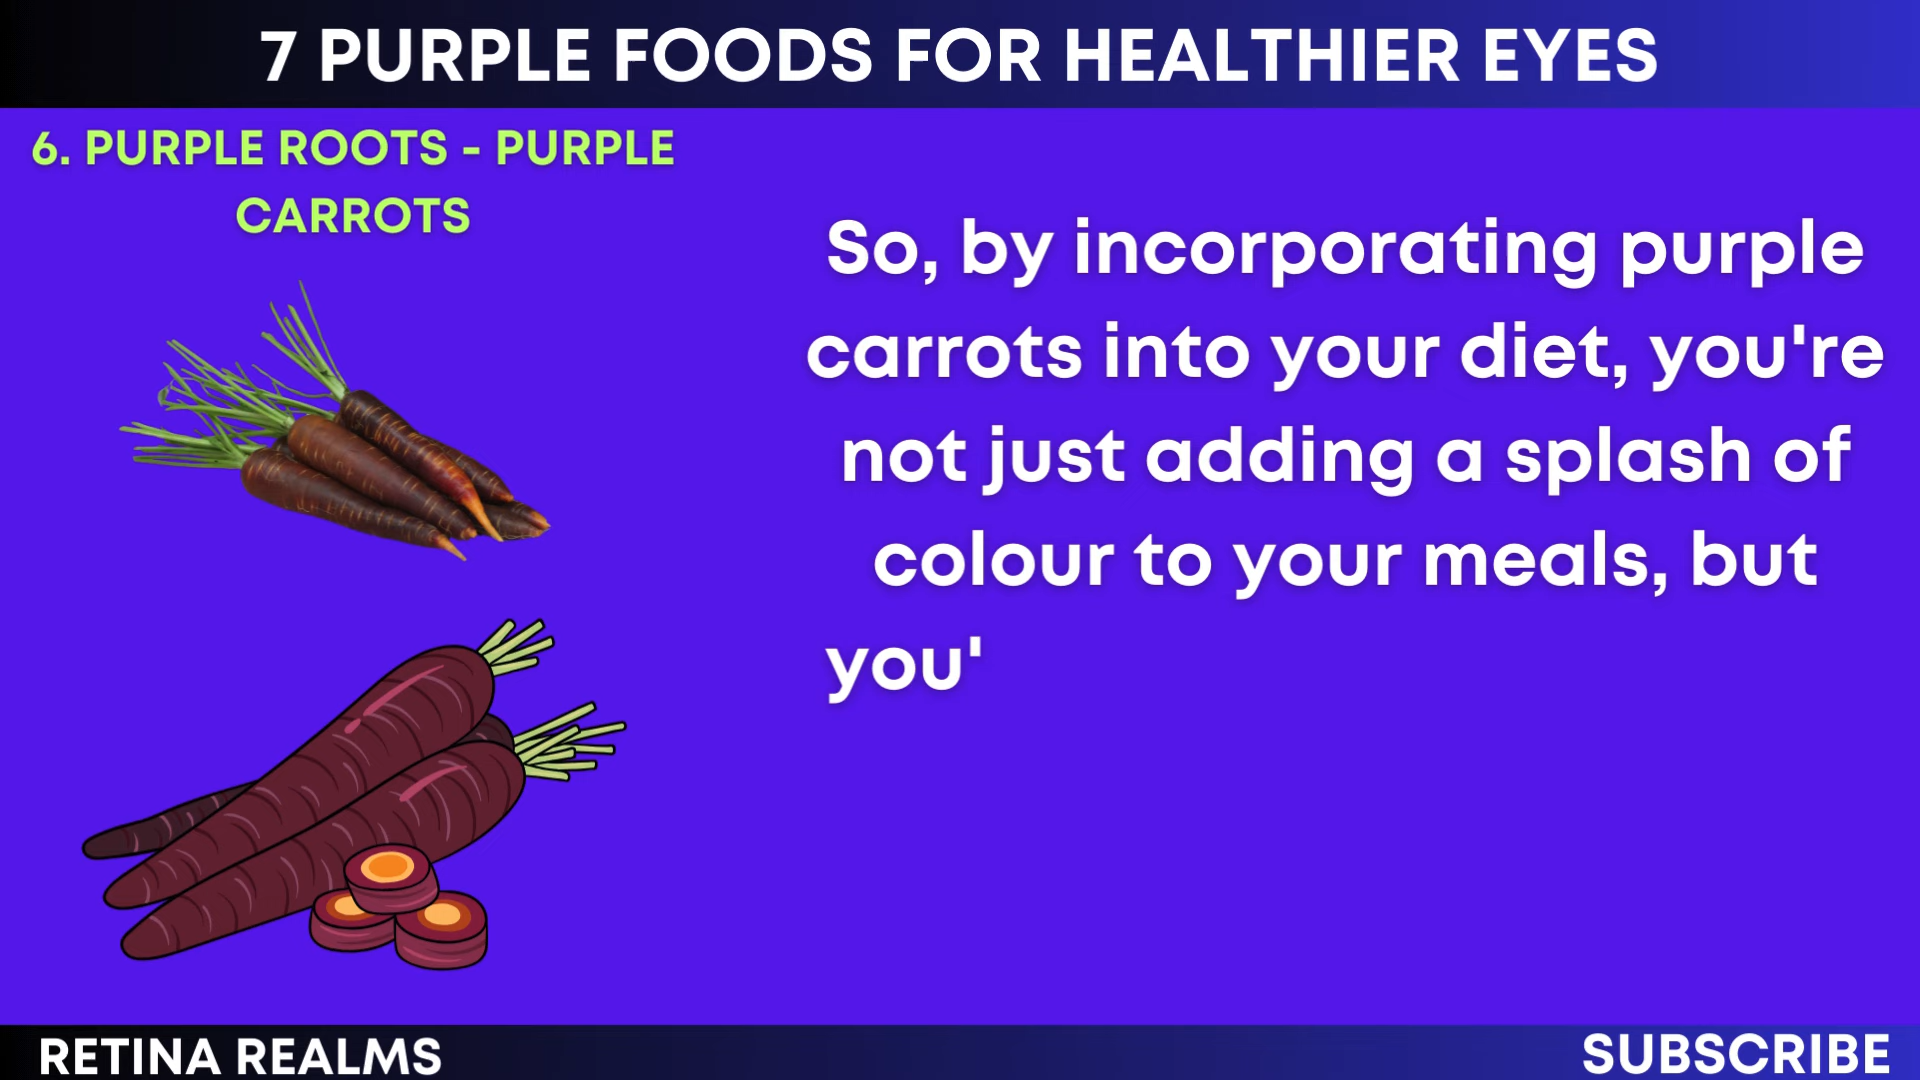 7 PURPLE FOODS FOR HEALTHIER EYES
6. PURPLE ROOTS - PURPLE
CARROTS
So, by incorporating purple
carrots into your diet, you're
not just adding a splash of
colour to your meals, but
you'
RETINA REALMS
SUBSCRIBE